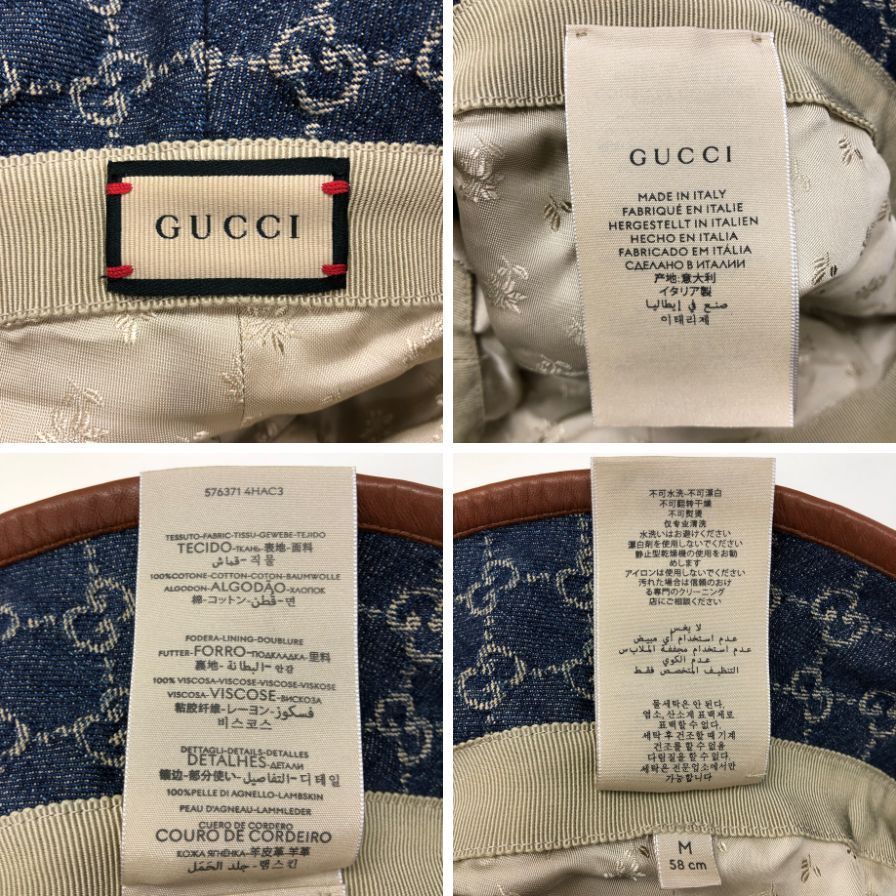 GUCCI
GUCCI
MADE IN ITALY
FABRIQUÉ EN ITALIE
HERGESTELLT IN ITALIEN
HECHO EN ITALIA
FABRICADO EM ITÁLIA
СДЕЛАНО В ИТАЛИИ
产地:意大利
イタリア製
صنع في إيطاليا
이태리제
576371 4HAC3
TESSUTO-FABRIC-TISSU-GEWEBE-TEJIDO
TECIDO-ТКАНЬ-表地-面料
قماش-직물
100%COTONE-COTTON-COTON-BAUMWOLLE
ALGODON-ALGODÃO-ХЛОПОК
棉-コットン-قطن-면
FODERA-LINING-DOUBLURE
FUTTER-FORRO-ПОДКЛАДКА-里料
裏地-البطانة-안감
100% VISCOSA-VISCOSE-VISCOSE-VISKOSE
VISCOSA-VISCOSE-ВИСКОЗА
粘胶纤维-レーヨン-فسكوز
비스코스
DETTAGLI-DETAILS-DETALLES
DETALHES-ДЕТАЛИ
镶边-部分使い-التفاصيل-디테일
100%PELLE DI AGNELLO-LAMBSKIN
PEAU D'AGNEAU-LAMMLEDER
CUERO DE CORDERO
COURO DE CORDEIRO
КОЖА ЯГНЁНКА-羊皮革-羊革
جلد الحمل-램스킨
不可水洗-不可漂白
不可翻转干燥
不可熨烫
仅专业清洗
水洗いはお避けください
漂白剤を使用しないでください
静止型乾燥機の使用をお勧
めします
アイロンは使用しないでください
汚れた場合は信頼のおけ
る専門のクリーニング
店にご相談ください
لا يغسل
عدم استخدام أي مبيض
عدم استخدام مجففة الملابس
عدم الكوي
التنظيف المتخصص فقط
물세탁은 안 된다.
염소, 산소계 표백제로
표백할 수 없다.
세탁 후 건조할 때 기계
건조를 할 수 없음
다림질을 할 수 없음
세탁은 전문업소에서만
가능합니다
M
58 cm